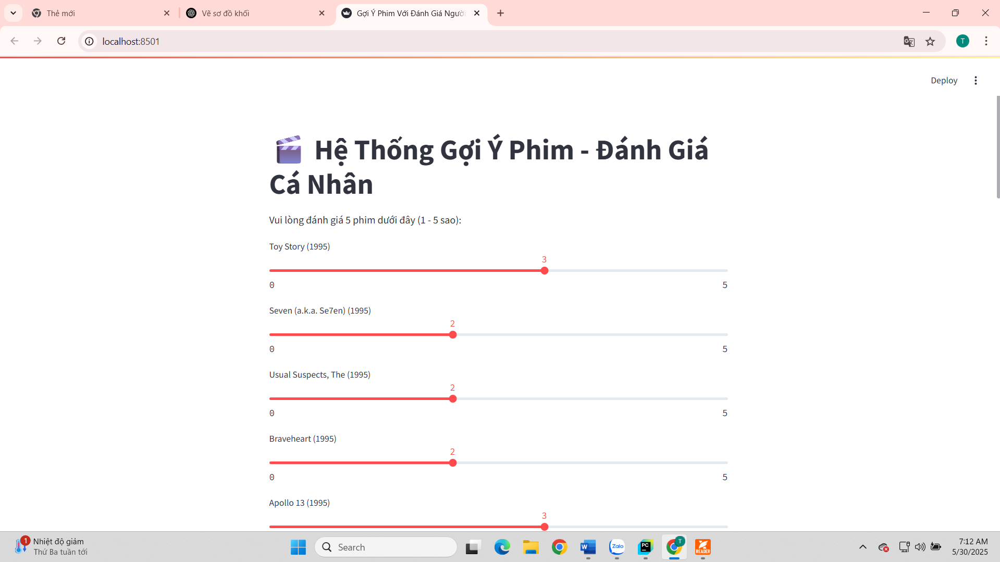 Thẻ mới
Vẽ sơ đồ khối
Gợi Ý Phim Với Đánh Giá Người
localhost:8501
T
Deploy
Hệ Thống Gợi Ý Phim - Đánh Giá
Cá Nhân
Vui lòng đánh giá 5 phim dưới đây (1 - 5 sao):
Toy Story (1995)
3
0 5
Seven (a.k.a. Se7en) (1995)
2
0 5
Usual Suspects, The (1995)
2
0 5
Braveheart (1995)
2
0 5
Apollo 13 (1995)
3
1
Nhiệt độ giảm
Thứ Ba tuần tới
Search
W
Zalo
PC
T
READER
7:12 AM
5/30/2025